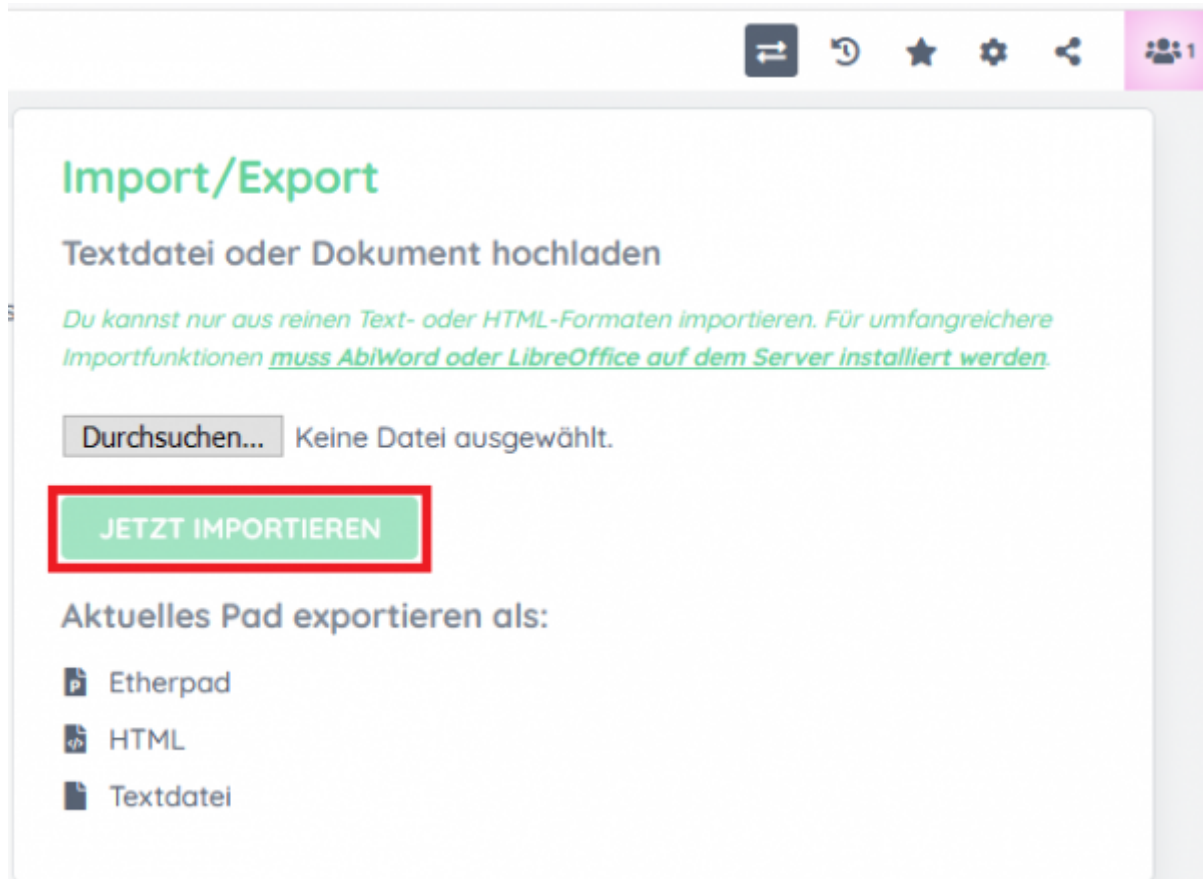 1
Import/Export
Textdatei oder Dokument hochladen
s
Du kannst nur aus reinen Text- oder HTML-Formaten importieren. Für umfangreichere
Importfunktionen muss AbiWord oder LibreOffice auf dem Server installiert werden.
Durchsuchen... Keine Datei ausgewählt.
JETZT IMPORTIEREN
Aktuelles Pad exportieren als:
Etherpad
HTML
Textdatei